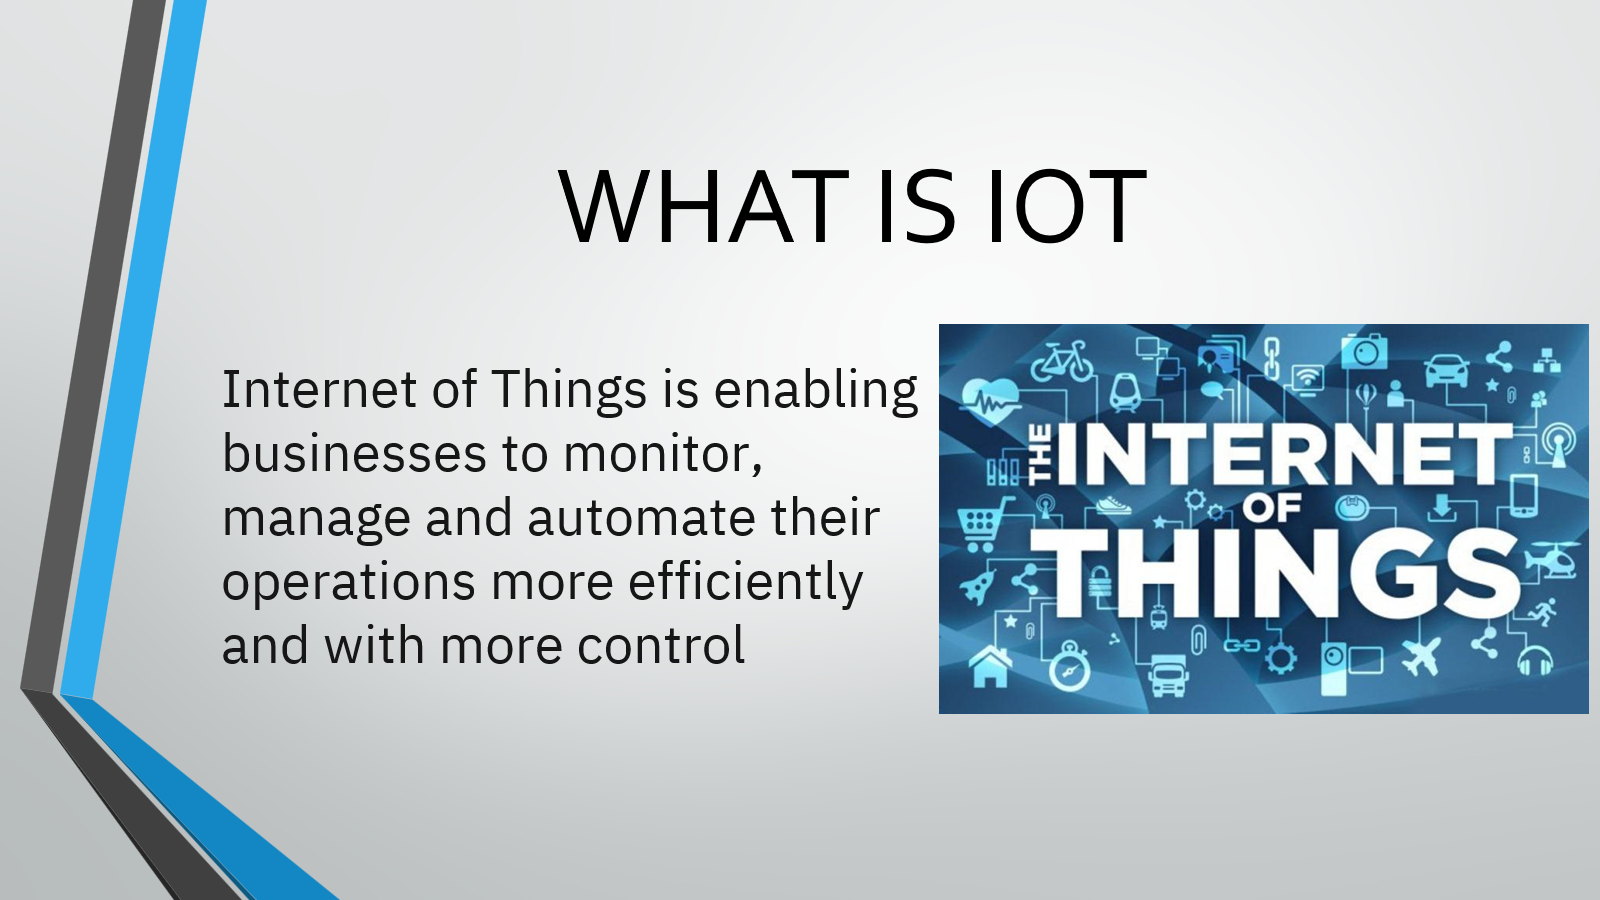 WHAT IS IOT
Internet of Things is enabling
businesses to monitor,
manage and automate their
operations more efficiently
and with more control
THE INTERNET
OF
THINGS